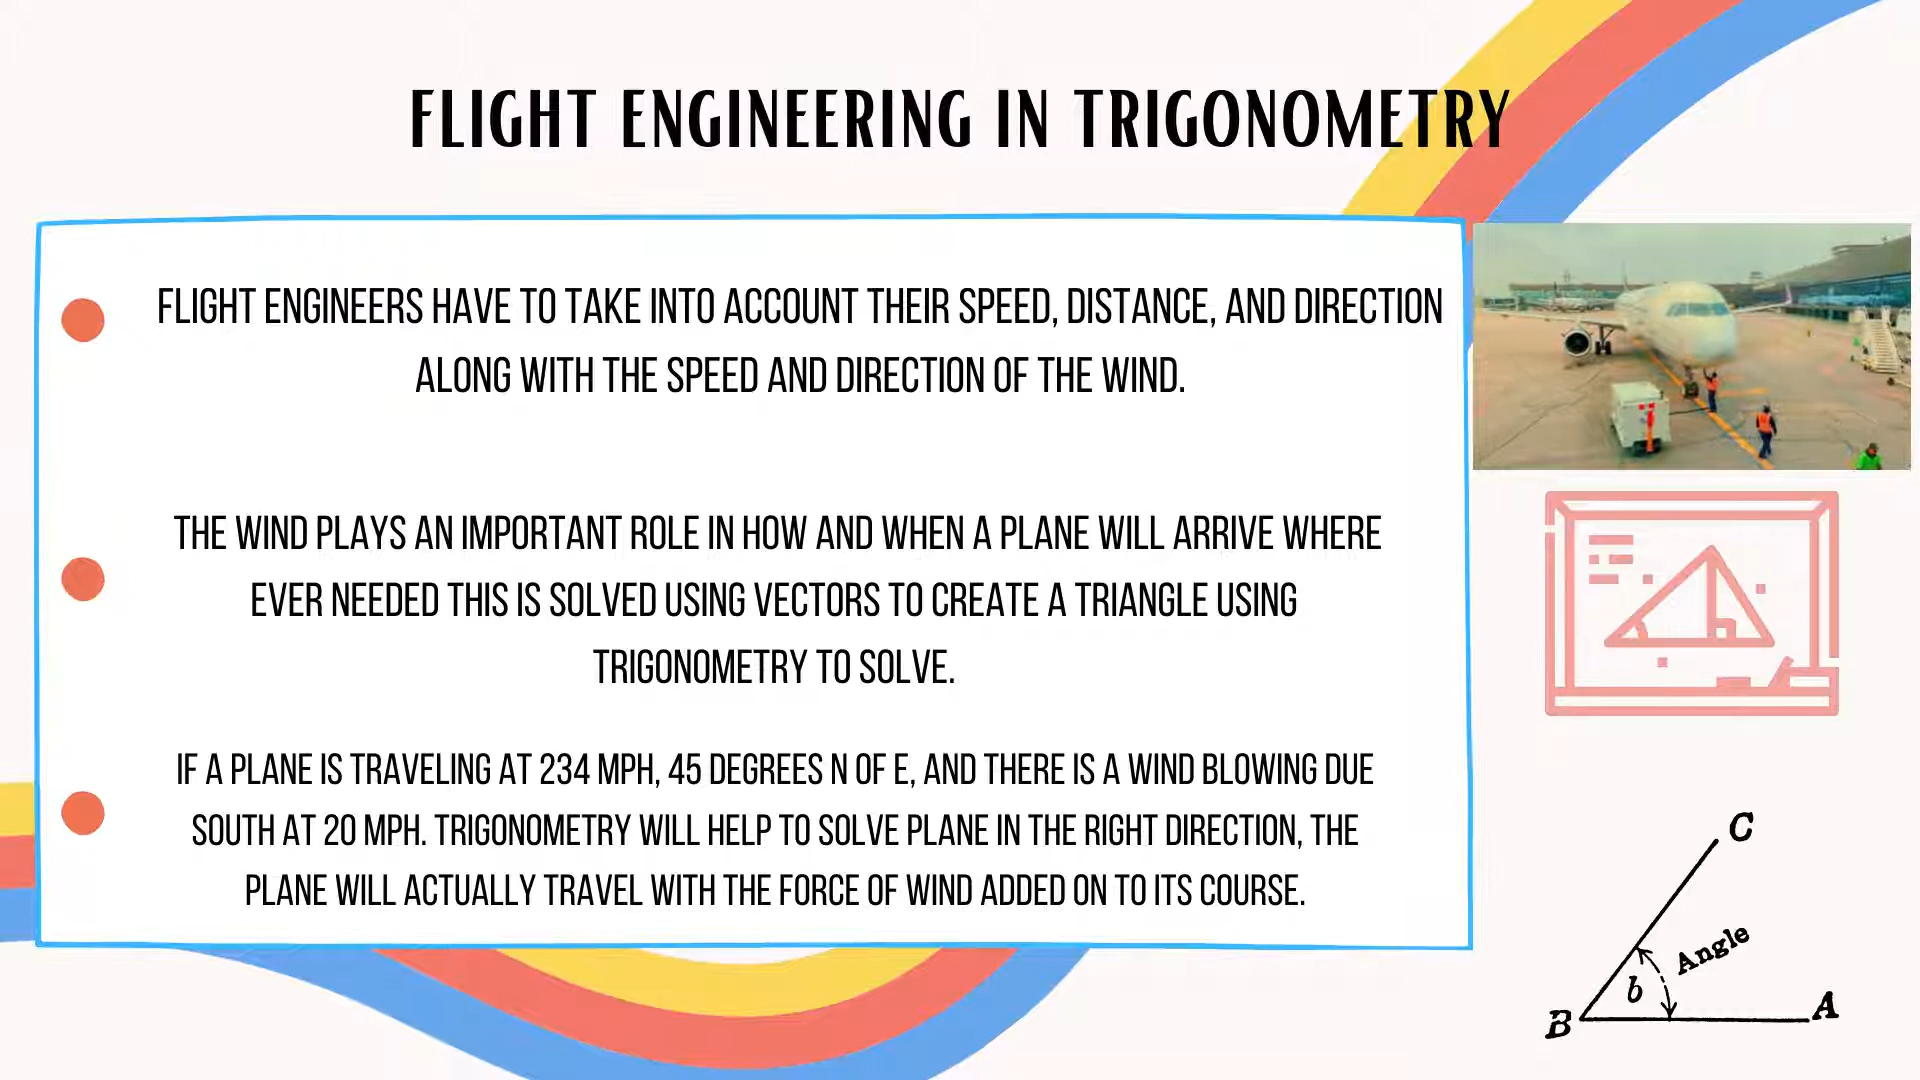 FLIGHT ENGINEERING IN TRIGONOMETRY
FLIGHT ENGINEERS HAVE TO TAKE INTO ACCOUNT THEIR SPEED, DISTANCE, AND DIRECTION
ALONG WITH THE SPEED AND DIRECTION OF THE WIND.
THE WIND PLAYS AN IMPORTANT ROLE IN HOW AND WHEN A PLANE WILL ARRIVE WHERE
EVER NEEDED THIS IS SOLVED USING VECTORS TO CREATE A TRIANGLE USING
TRIGONOMETRY TO SOLVE.
IF A PLANE IS TRAVELING AT 234 MPH, 45 DEGREES N OF E, AND THERE IS A WIND BLOWING DUE
SOUTH AT 20 MPH. TRIGONOMETRY WILL HELP TO SOLVE PLANE IN THE RIGHT DIRECTION, THE
PLANE WILL ACTUALLY TRAVEL WITH THE FORCE OF WIND ADDED ON TO ITS COURSE.
C
Angle
b
B
A